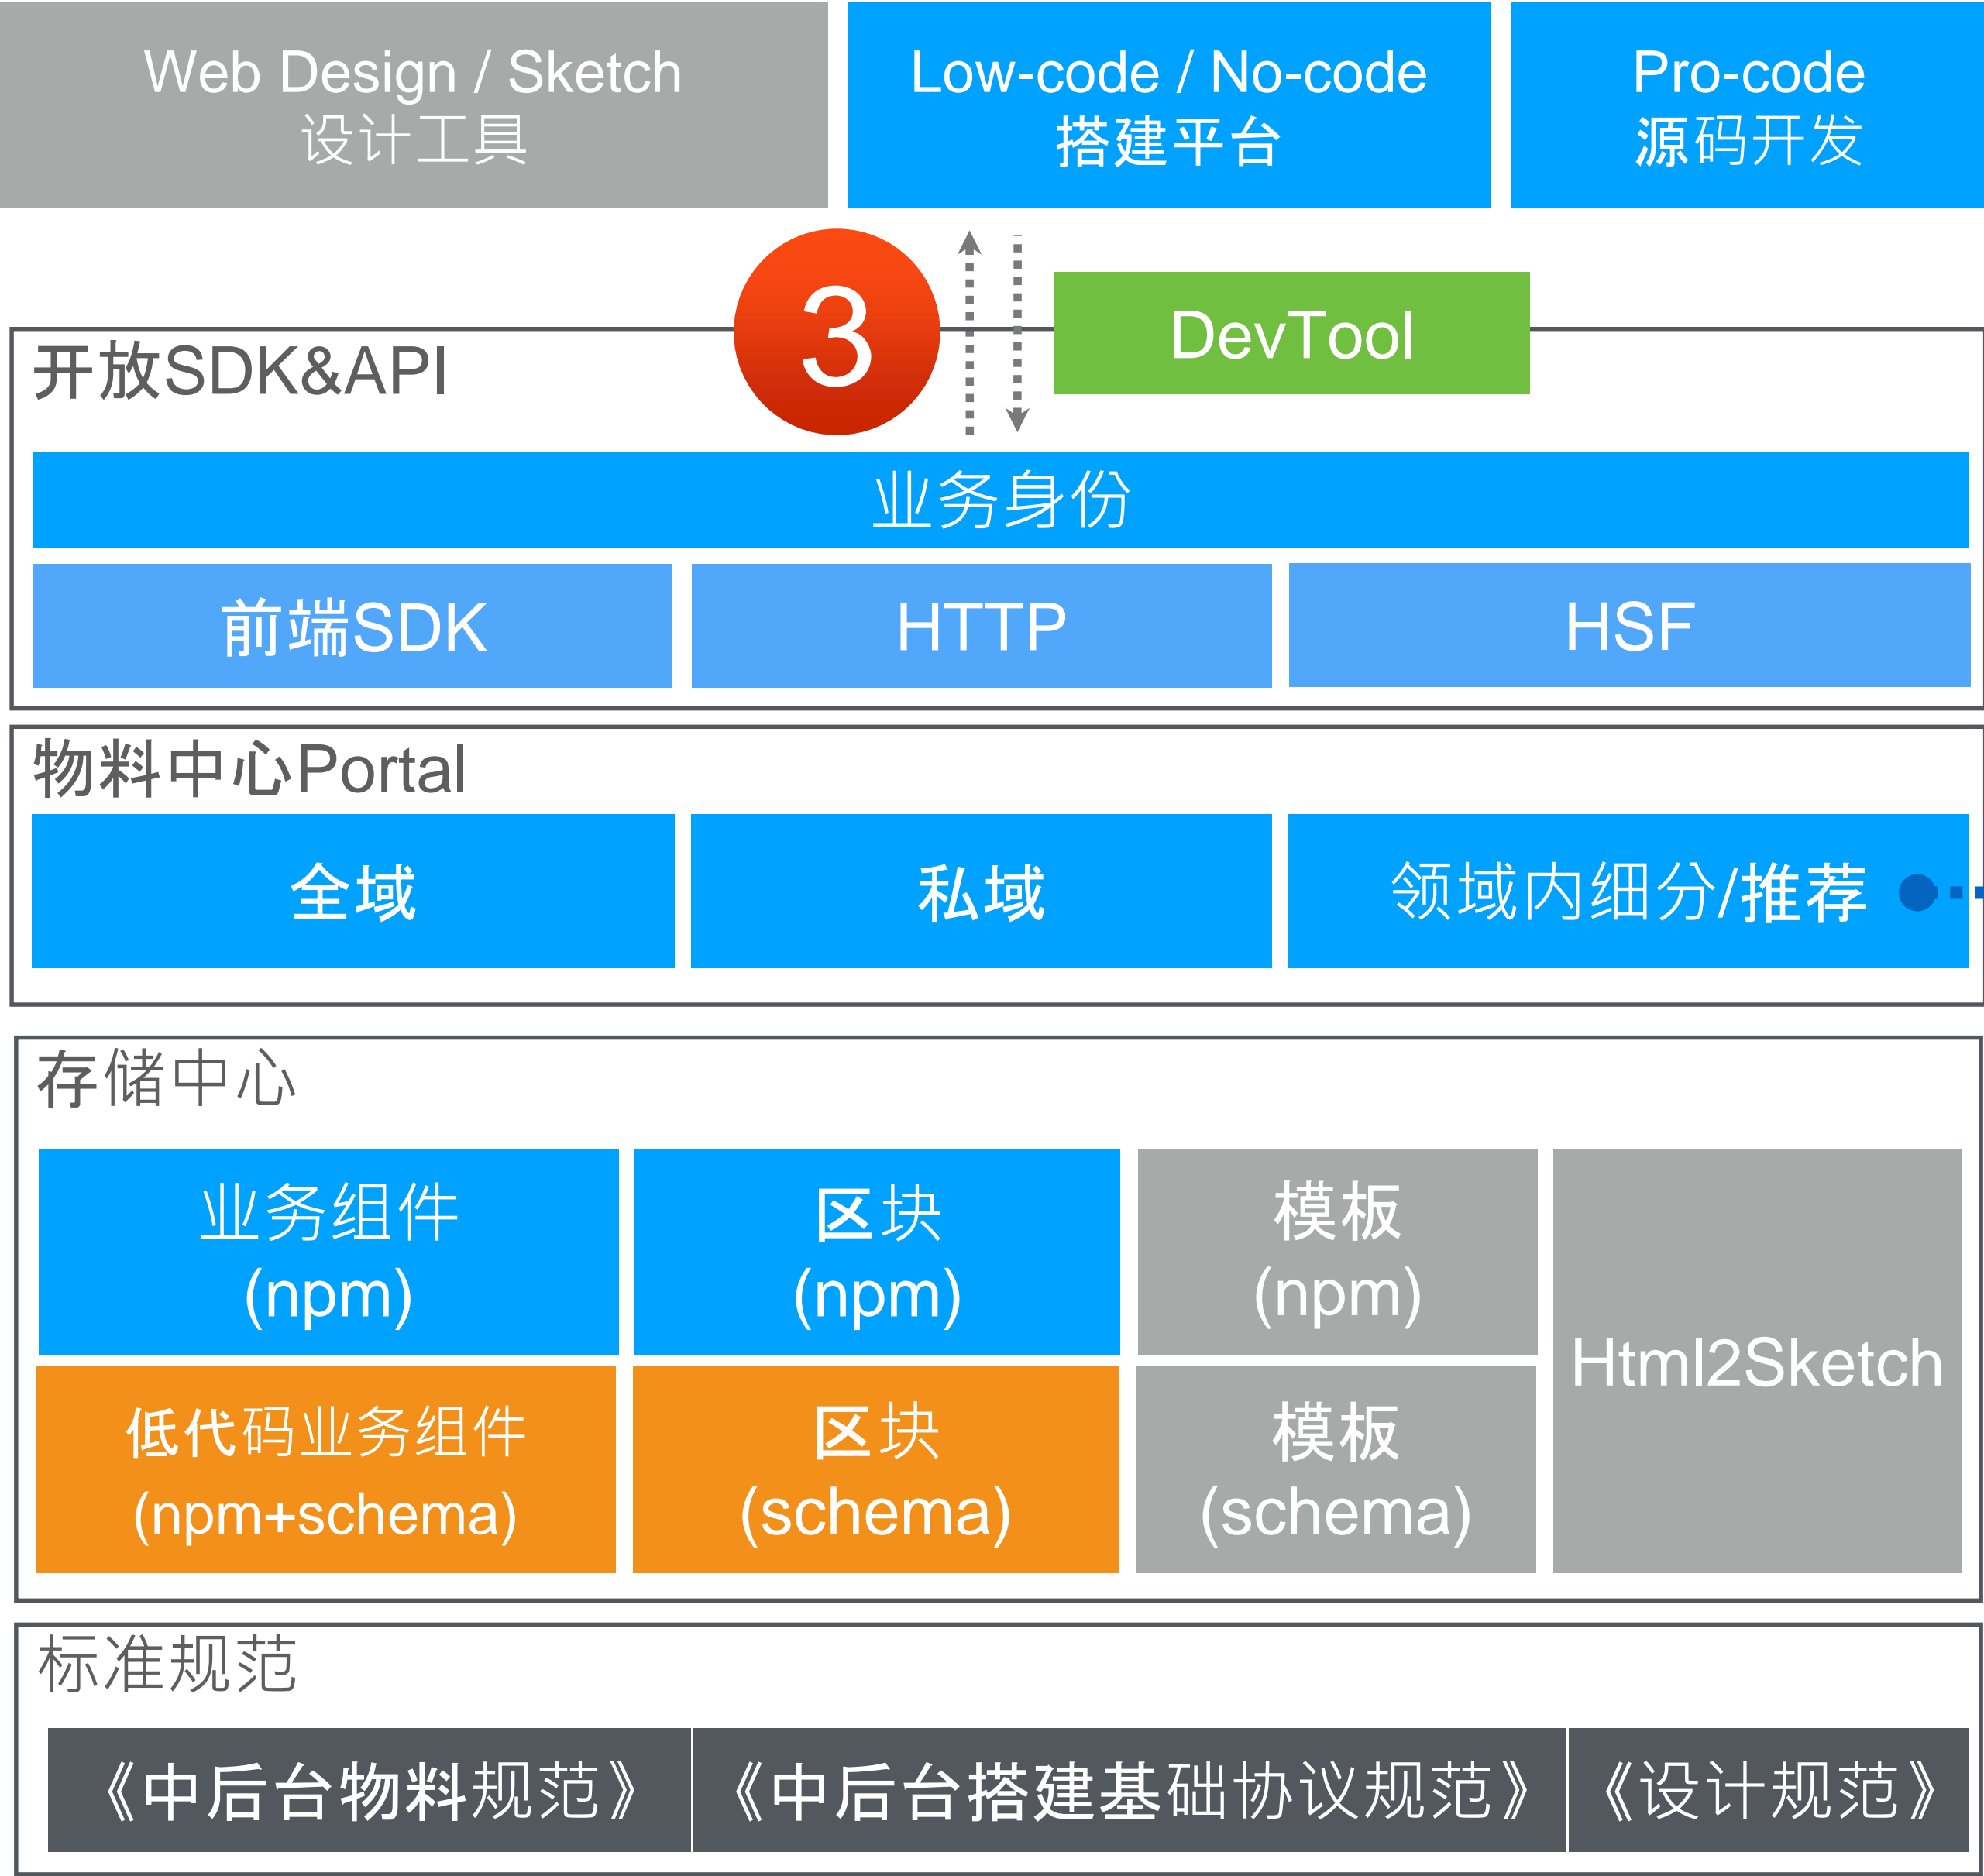 Web Design / Sketch
设计工具
Low-code / No-code
搭建平台
Pro-code
源码开发
3
DevTool
开放SDK&API
业务身份
前端SDK
HTTP
HSF
物料中心Portal
全域
私域
领域内细分/推荐
存储中心
业务组件
(npm)
区块
(npm)
模板
(npm)
Html2Sketch
低代码业务组件
(npm+schema)
区块
(schema)
模板
(schema)
标准规范
《中后台物料规范》
《中后台搭建基础协议规范》
《设计规范》